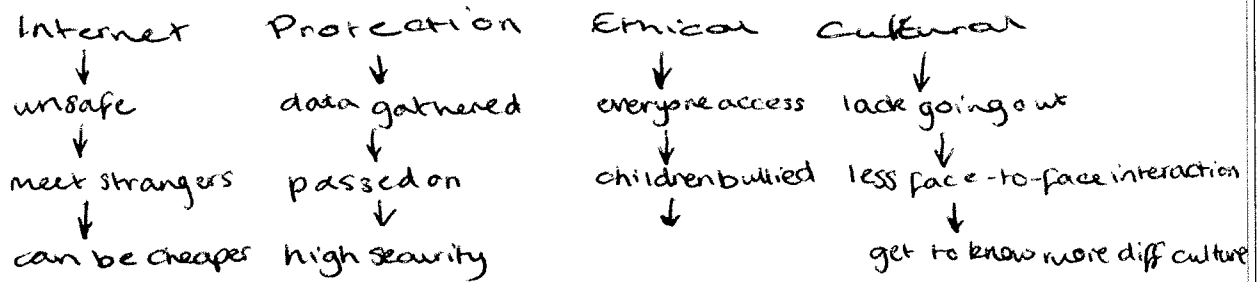 Internet Protection Ethical Cultural
unsafe data gathered everyone access lack going out
meet strangers passed on children bullied less face-to-face interaction
can be cheaper high security get to know more diff culture